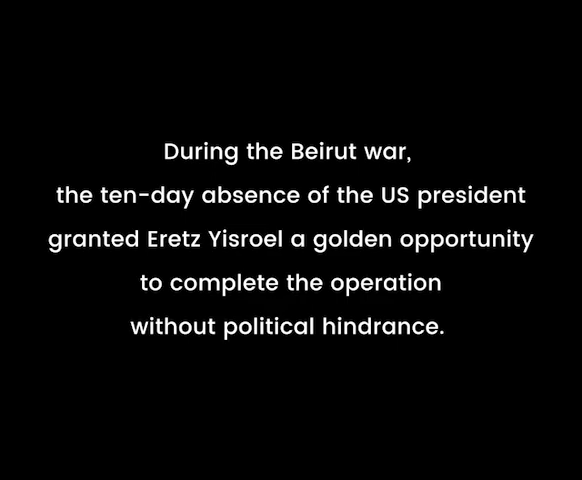 During the Beirut war,
the ten-day absence of the US president
granted Eretz Yisroel a golden opportunity
to complete the operation
without political hindrance.